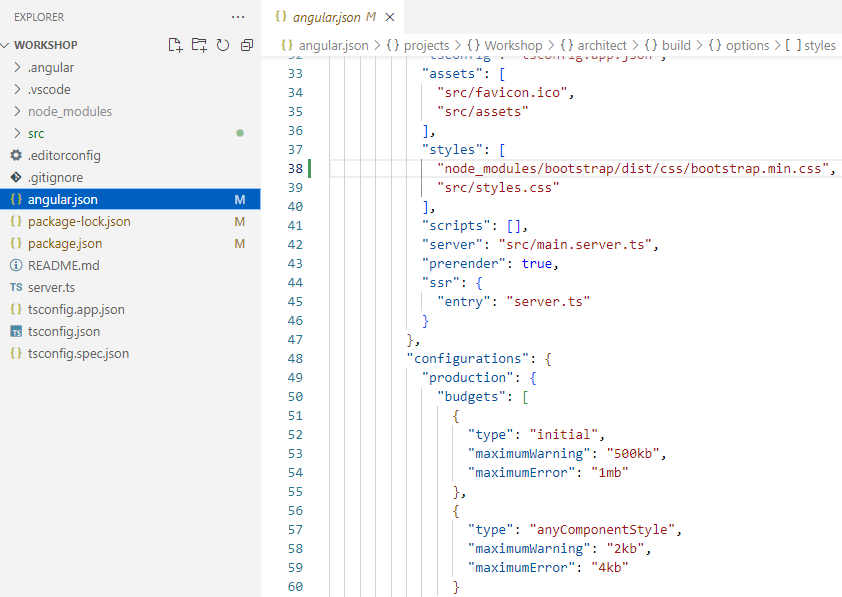 EXPLORER ...
WORKSHOP
.angular
.vscode
node_modules
src
.editorconfig
.gitignore
{} angular.json M
{} package-lock.json M
{} package.json M
README.md
TS server.ts
{} tsconfig.app.json
TS tsconfig.json
{} tsconfig.spec.json
{} angular.json M ×
{} angular.json > {} projects > {} Workshop > {} architect > {} build > {} options > [ ] styles
32 "tsConfig": "tsconfig.app.json",
33 "assets": [
34 "src/favicon.ico",
35 "src/assets"
36 ],
37 "styles": [
38 "node_modules/bootstrap/dist/css/bootstrap.min.css",
39 "src/styles.css"
40 ],
41 "scripts": [],
42 "server": "src/main.server.ts",
43 "prerender": true,
44 "ssr": {
45 "entry": "server.ts"
46 }
47 },
48 "configurations": {
49 "production": {
50 "budgets": [
51 {
52 "type": "initial",
53 "maximumWarning": "500kb",
54 "maximumError": "1mb"
55 },
56 {
57 "type": "anyComponentStyle",
58 "maximumWarning": "2kb",
59 "maximumError": "4kb"
60 }